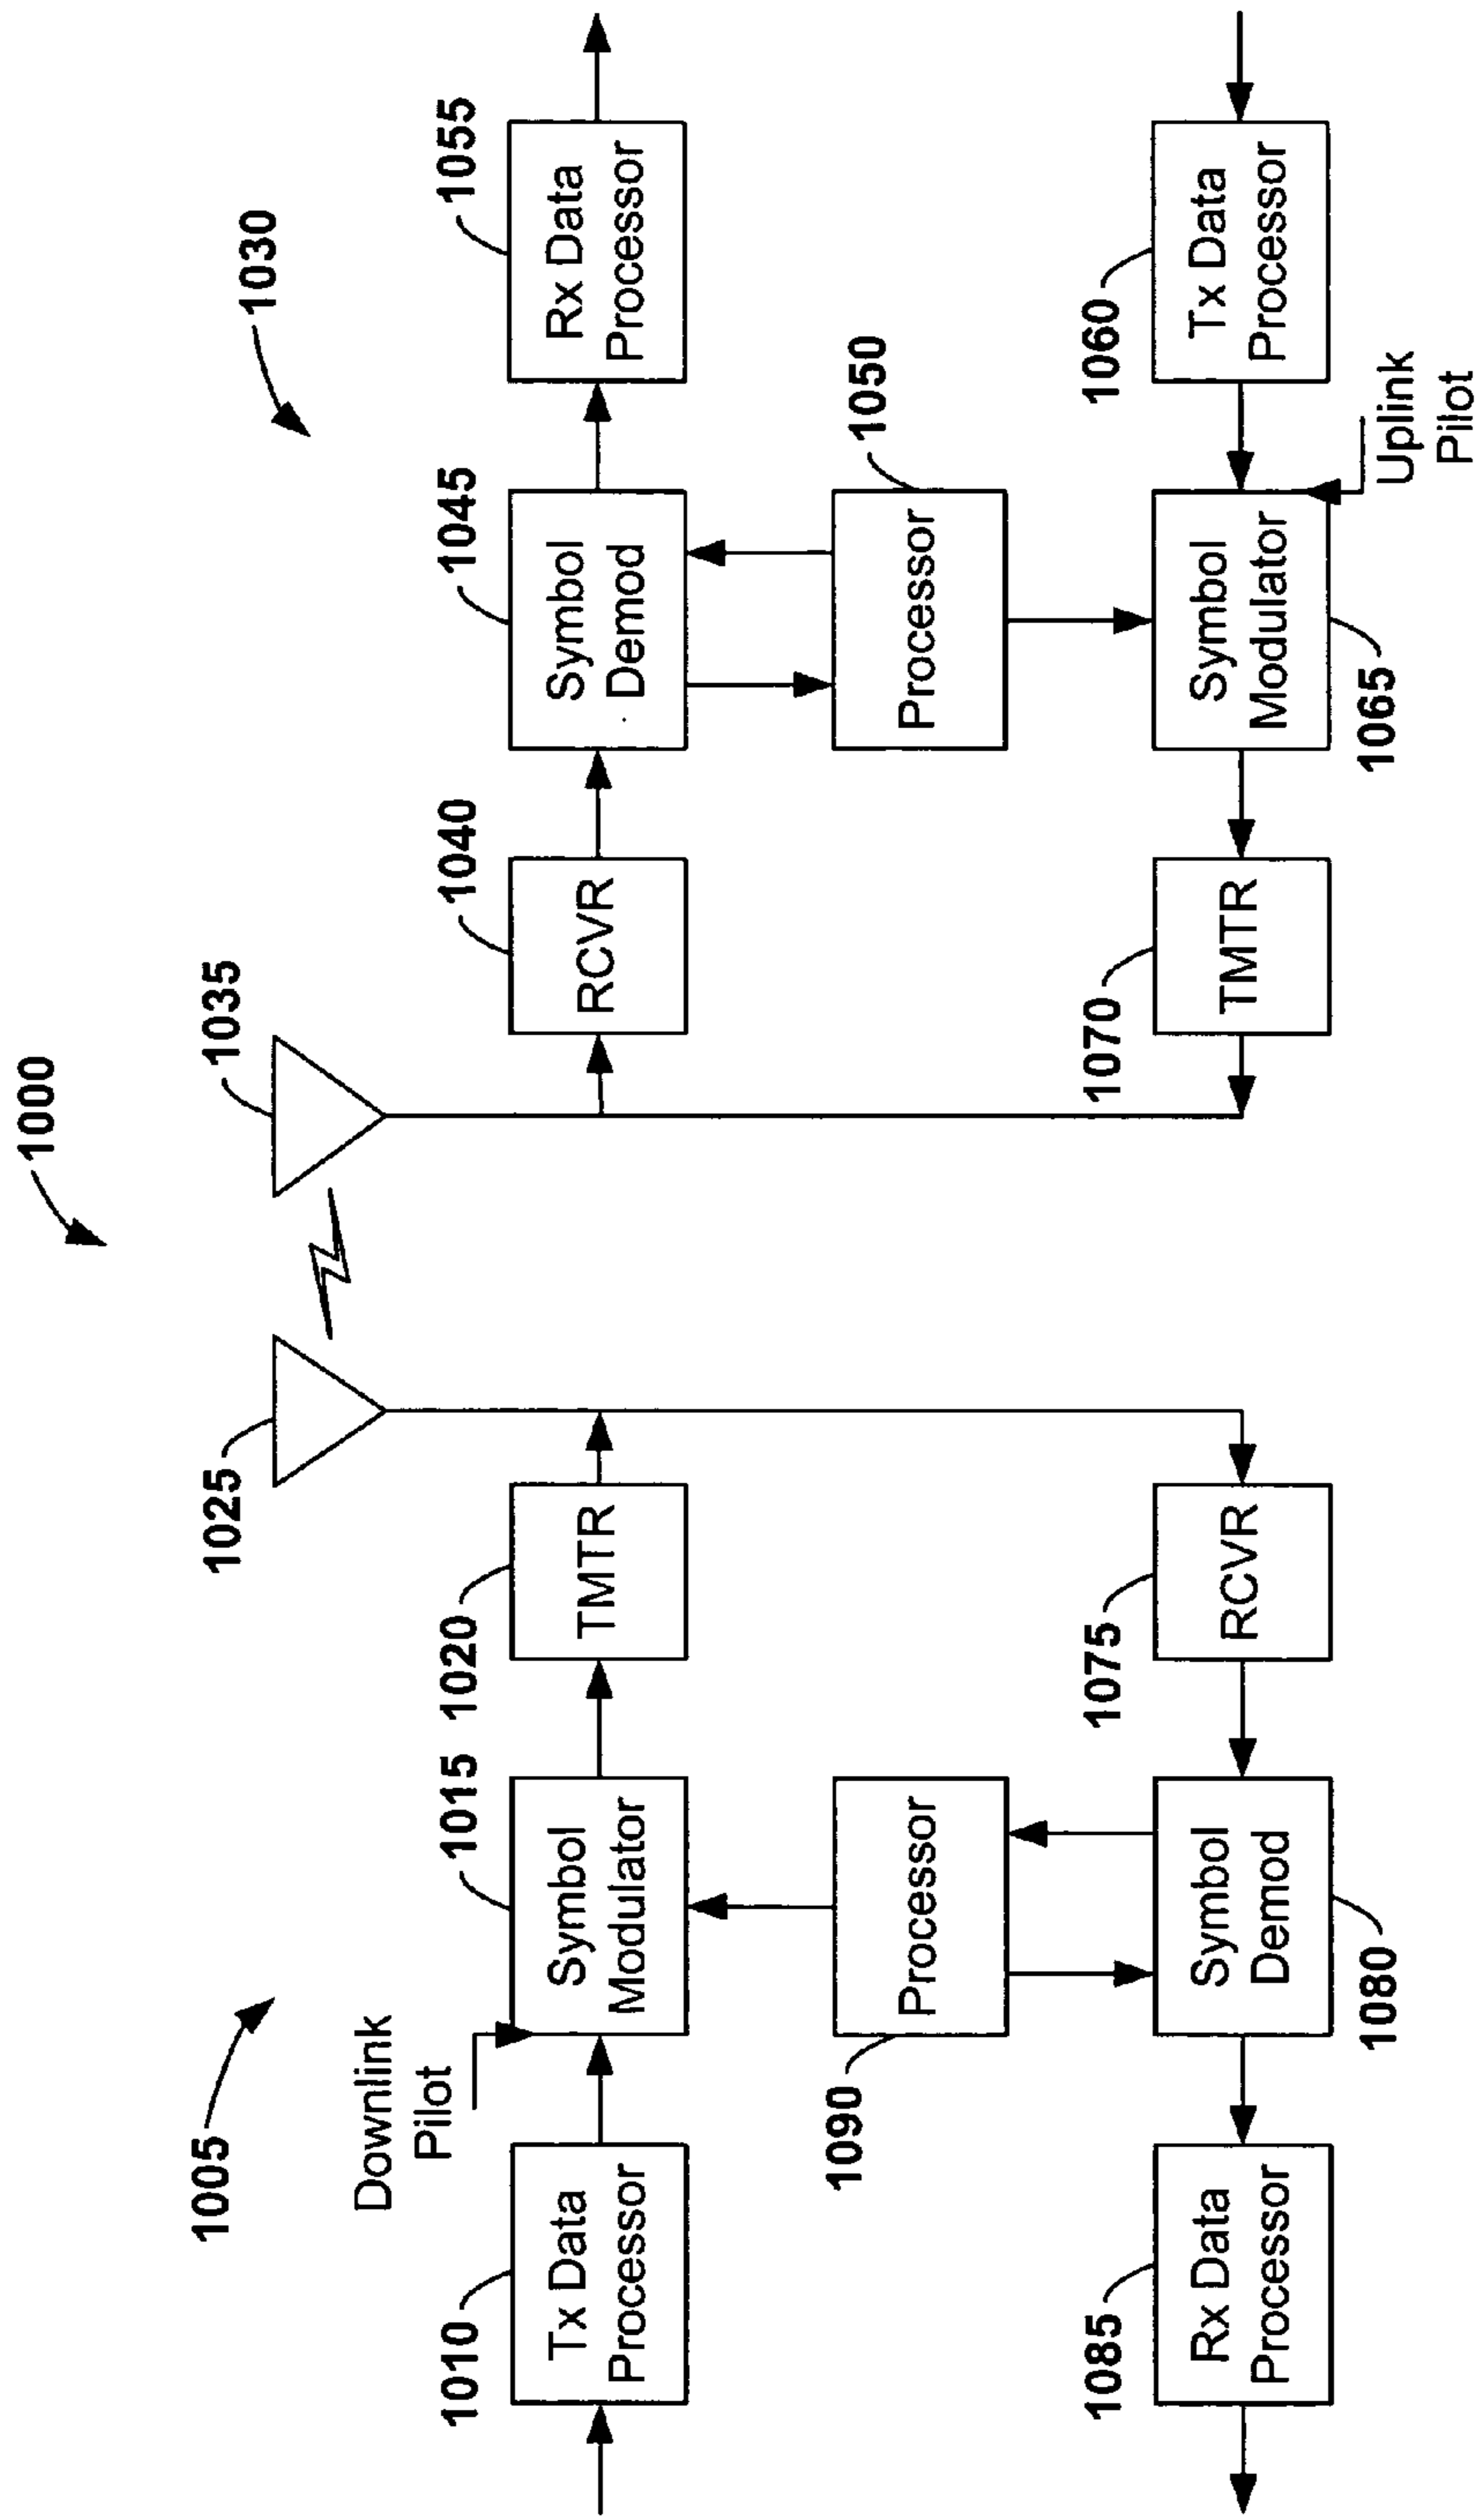 1000
1005
1025
1035
1030
Downlink
Pilot
1010
1015
1020
1040
1045
1055
Tx Data
Processor
Symbol
Modulator
TMTR
RCVR
Symbol
Demod
Rx Data
Processor
1090
1050
Processor
Processor
1085
1075
1070
1060
Rx Data
Processor
Symbol
Demod
RCVR
TMTR
Symbol
Modulator
Tx Data
Processor
1080
1065
Uplink
Pilot